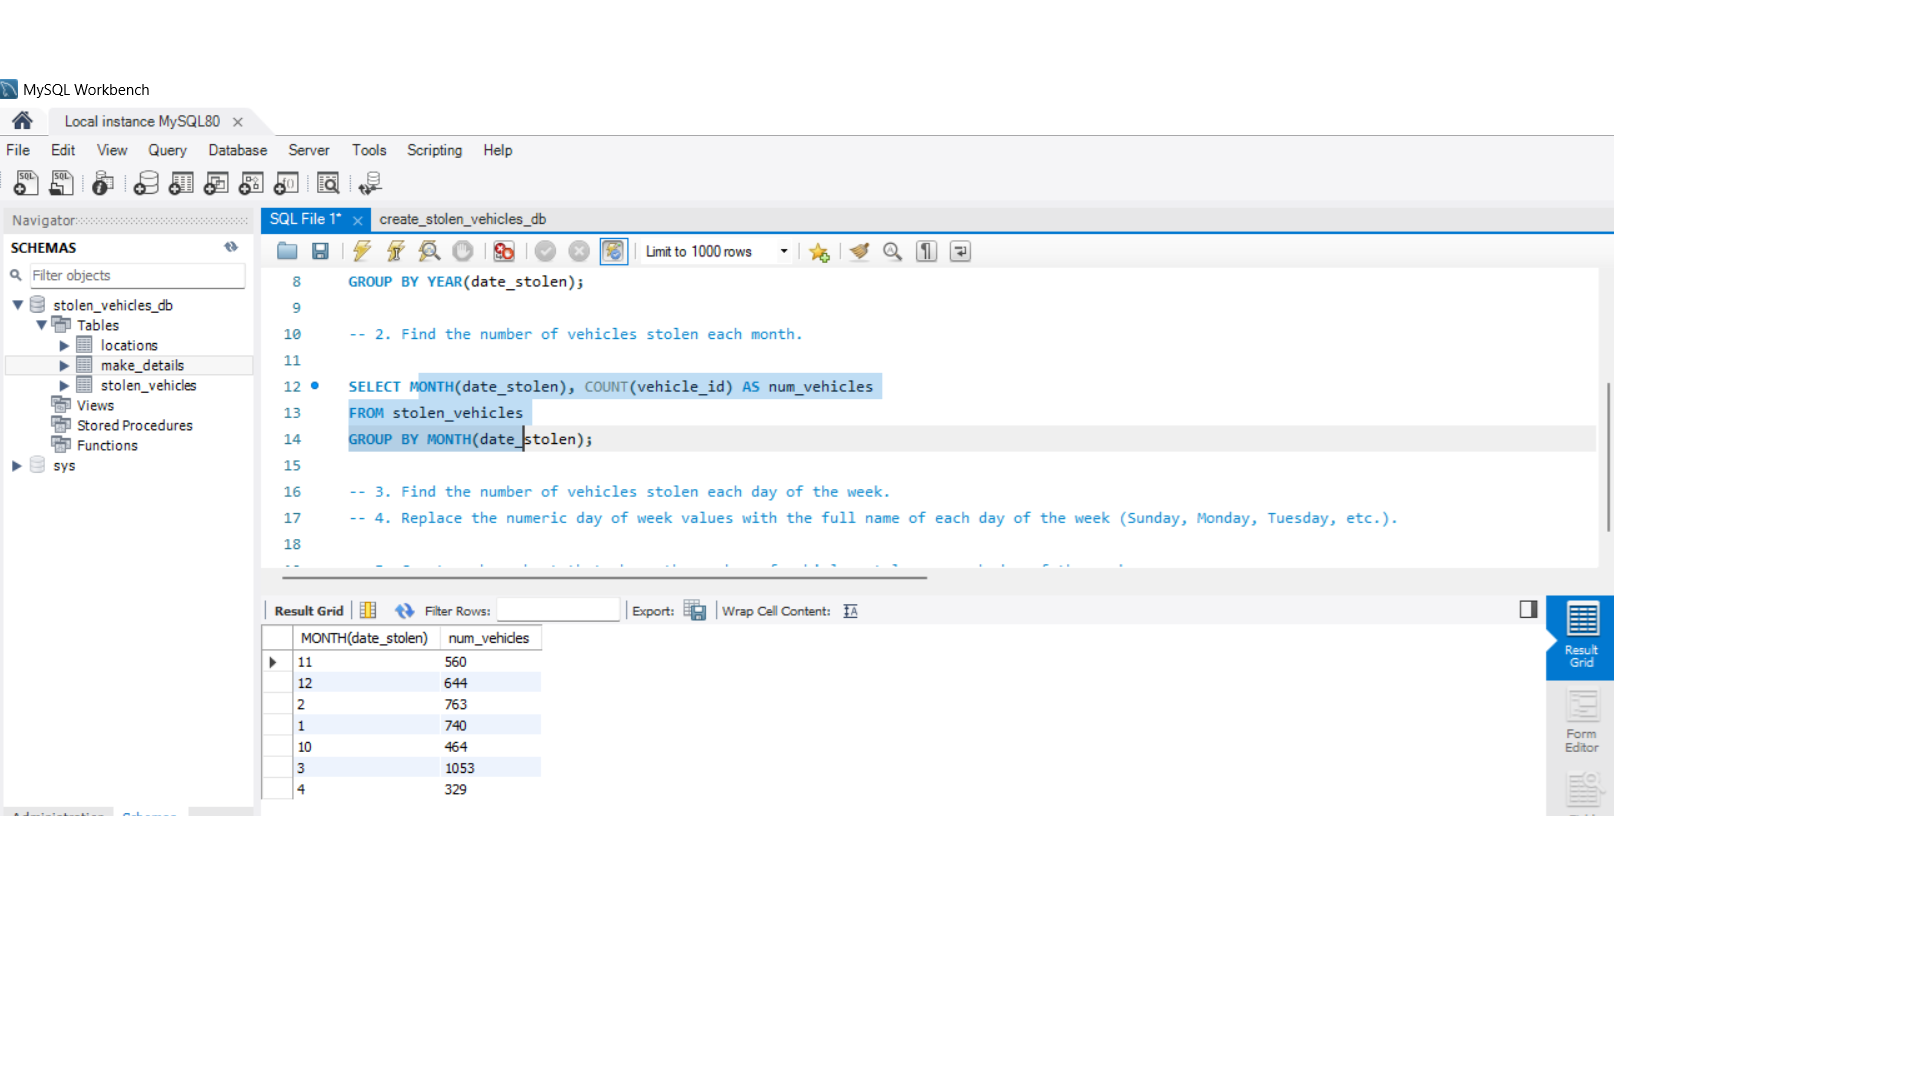 MySQL Workbench
Local instance MySQL80
File Edit View Query Database Server Tools Scripting Help
SQL SQL
Navigator
SQL File 1* create_stolen_vehicles_db
SCHEMAS
Limit to 1000 rows
Filter objects
stolen_vehicles_db
Tables
locations
make_details
stolen_vehicles
Views
Stored Procedures
Functions
sys
8 GROUP BY YEAR(date_stolen);
9
10 -- 2. Find the number of vehicles stolen each month.
11
12 SELECT MONTH(date_stolen), COUNT(vehicle_id) AS num_vehicles
13 FROM stolen_vehicles
14 GROUP BY MONTH(date_stolen);
15
16 -- 3. Find the number of vehicles stolen each day of the week.
17 -- 4. Replace the numeric day of week values with the full name of each day of the week (Sunday, Monday, Tuesday, etc.).
18
Result Grid Filter Rows: Export: Wrap Cell Content:
MONTH(date_stolen) num_vehicles
11 560
12 644
2 763
1 740
10 464
3 1053
4 329
Result
Grid
Form
Editor